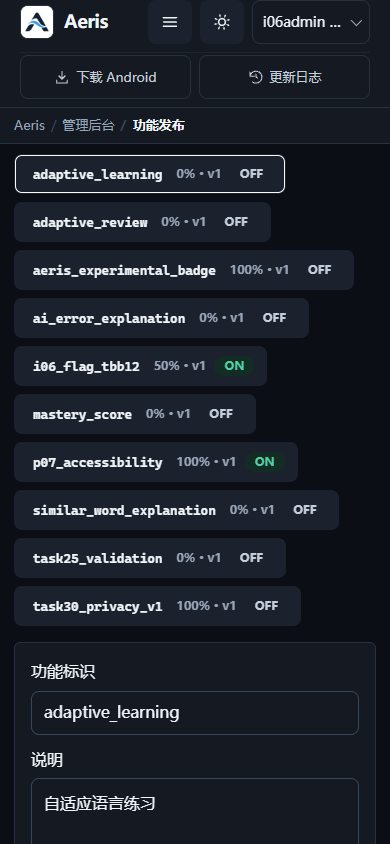 Aeris
i06admin ...
下载 Android
更新日志
Aeris / 管理后台 / 功能发布
adaptive_learning 0% • v1 OFF
adaptive_review 0% • v1 OFF
aeris_experimental_badge 100% • v1 OFF
ai_error_explanation 0% • v1 OFF
i06_flag_tbb12 50% • v1 ON
mastery_score 0% • v1 OFF
p07_accessibility 100% • v1 ON
similar_word_explanation 0% • v1 OFF
task25_validation 0% • v1 OFF
task30_privacy_v1 100% • v1 OFF
功能标识
adaptive_learning
说明
自适应语言练习